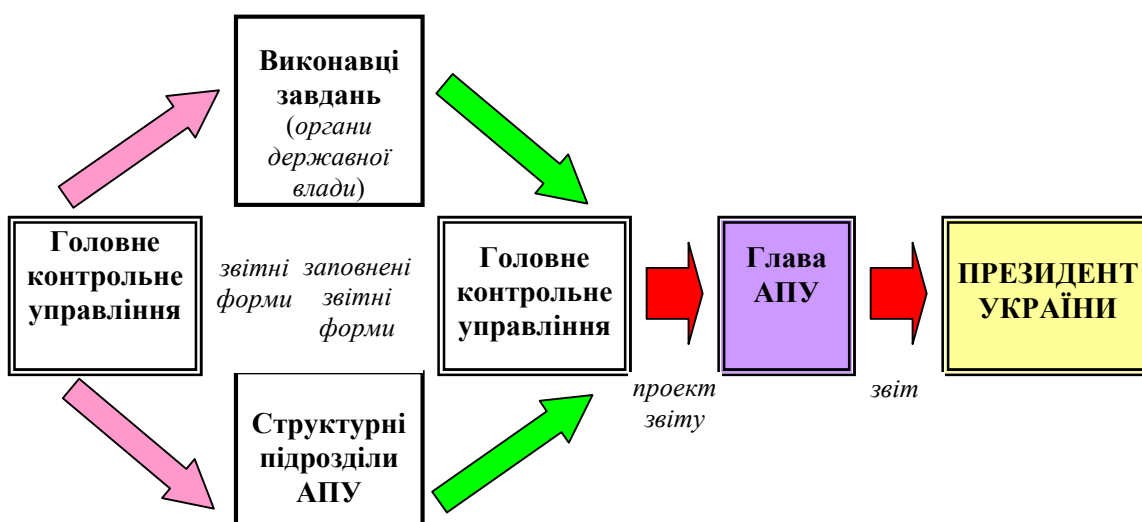 Виконавці
завдань
(органи
державної
влади)
Головне
контрольне
управління
звітні
форми
заповнені
звітні
форми
Структурні
підрозділи
АПУ
Головне
контрольне
управління
проект
звіту
Глава
АПУ
звіт
ПРЕЗИДЕНТ
УКРАЇНИ